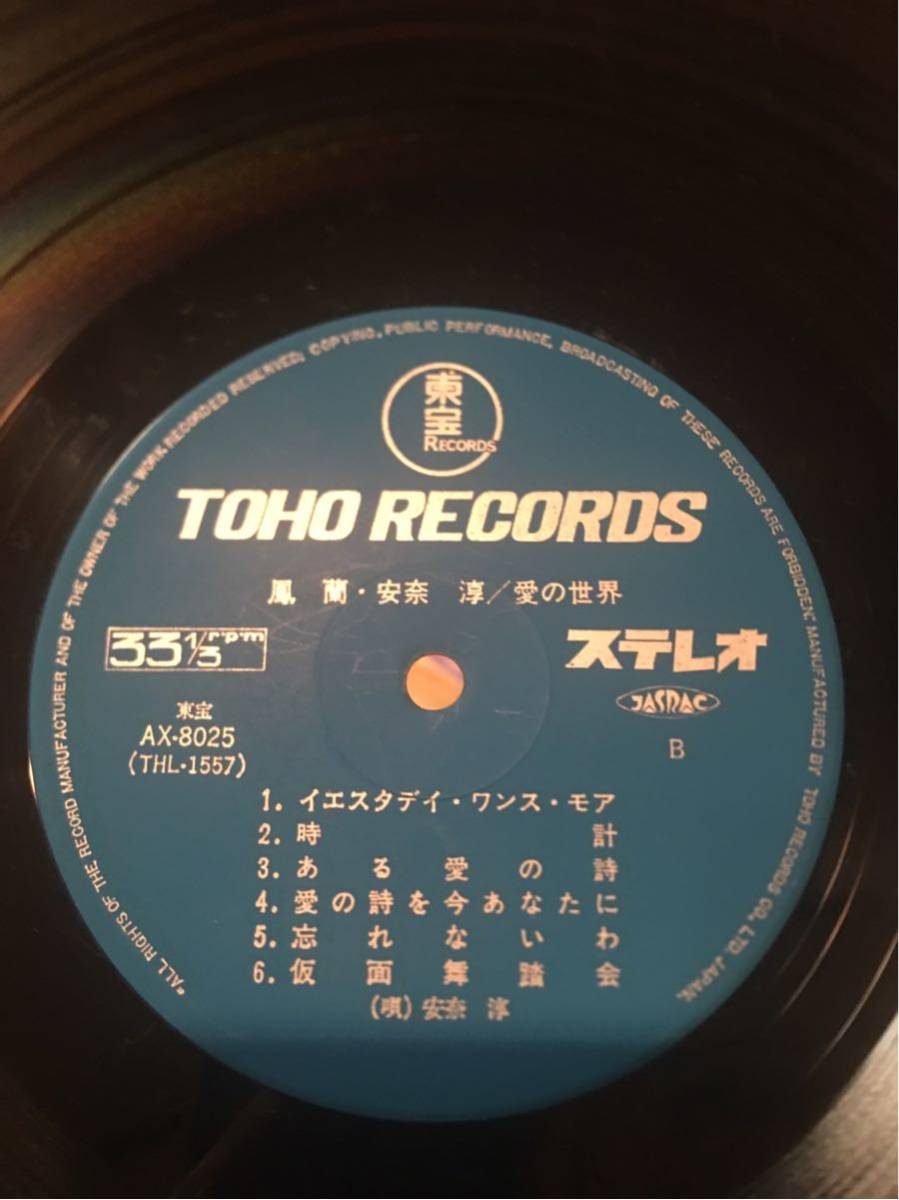 東宝
RECORDS
TOHO RECORDS
鳳 蘭・安奈 淳／愛の世界
33 1/3 rpm
ステレオ
JASRAC
東宝
AX-8025
(THL-1557)
B
1. イエスタデイ・ワンス・モア
2. 時計
3. ある愛の詩
4. 愛の詩を今あなたに
5. 忘れないわ
6. 仮面舞踏会
(唄) 安奈 淳
*ALL RIGHTS OF THE RECORD MANUFACTURER AND OF THE OWNER OF THE WORK RECORDED RESERVED; COPYING, PUBLIC PERFORMANCE, BROADCASTING OF THESE RECORDS ARE FORBIDDEN: MANUFACTURED BY TOHO RECORDS CO., LTD. JAPAN.